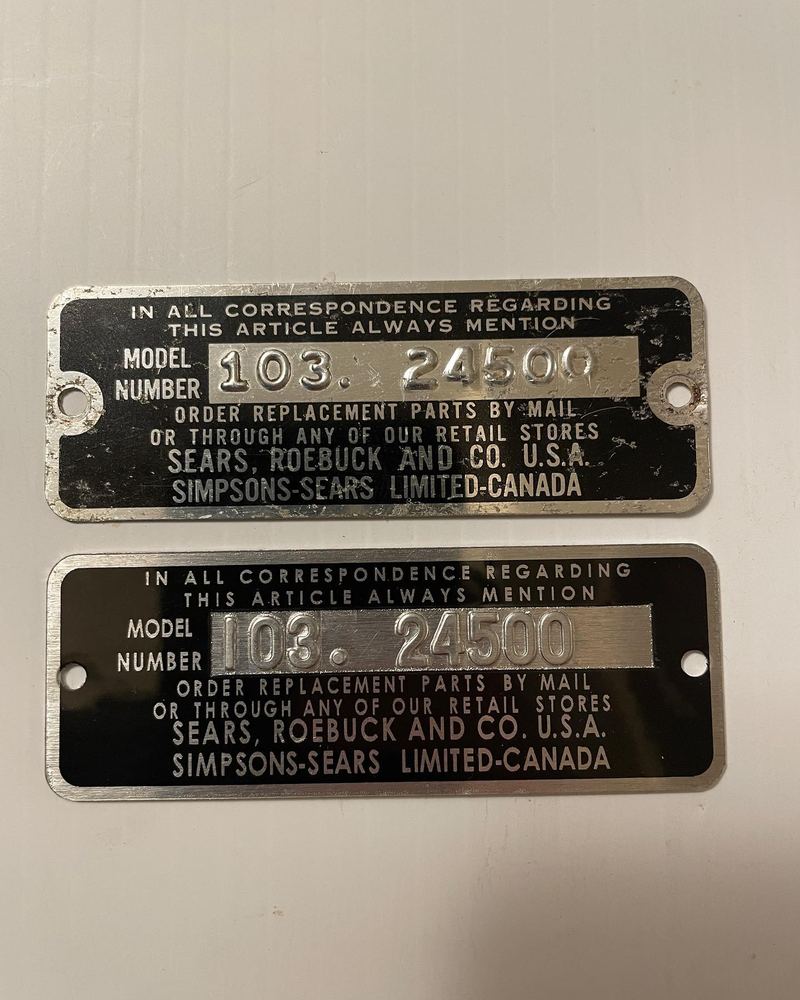 IN ALL CORRESPONDENCE REGARDING
THIS ARTICLE ALWAYS MENTION
MODEL
NUMBER 103. 24500
ORDER REPLACEMENT PARTS BY MAIL
OR THROUGH ANY OF OUR RETAIL STORES
SEARS, ROEBUCK AND CO. U.S.A.
SIMPSONS-SEARS LIMITED-CANADA
IN ALL CORRESPONDENCE REGARDING
THIS ARTICLE ALWAYS MENTION
MODEL
NUMBER 103. 24500
ORDER REPLACEMENT PARTS BY MAIL
OR THROUGH ANY OF OUR RETAIL STORES
SEARS, ROEBUCK AND CO. U.S.A.
SIMPSONS-SEARS LIMITED-CANADA